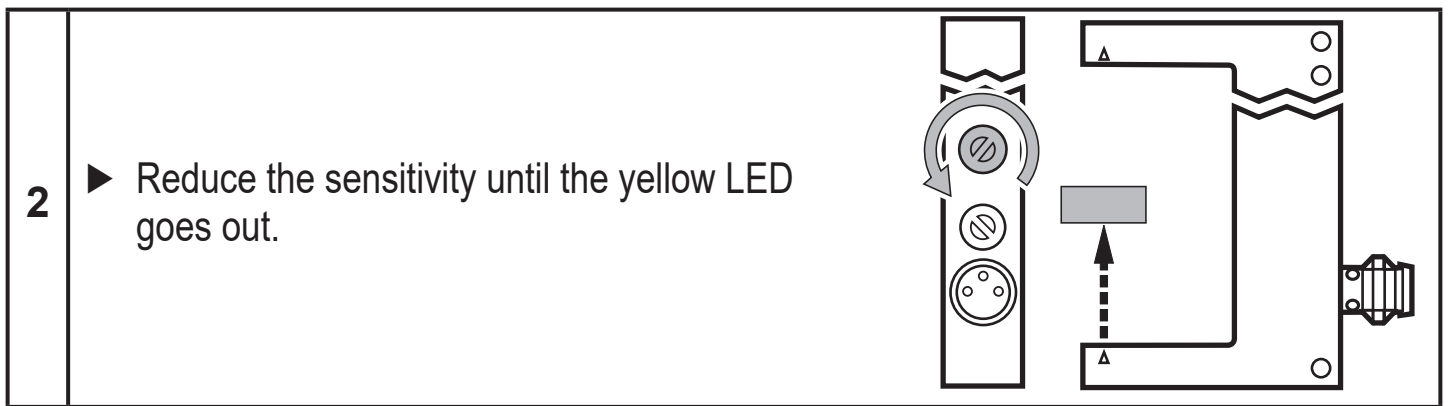 2
▶ Reduce the sensitivity until the yellow LED
goes out.